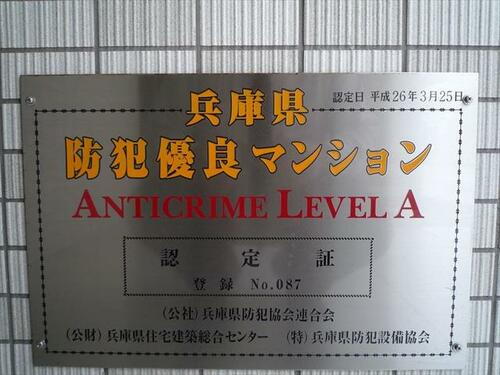 認定日 平成26年3月25日
兵庫県
防犯優良マンション
ANTICRIME LEVEL A
認定証
登録 No.087
(公社)兵庫県防犯協会連合会
(公財)兵庫県住宅建築総合センター (特)兵庫県防犯設備協会